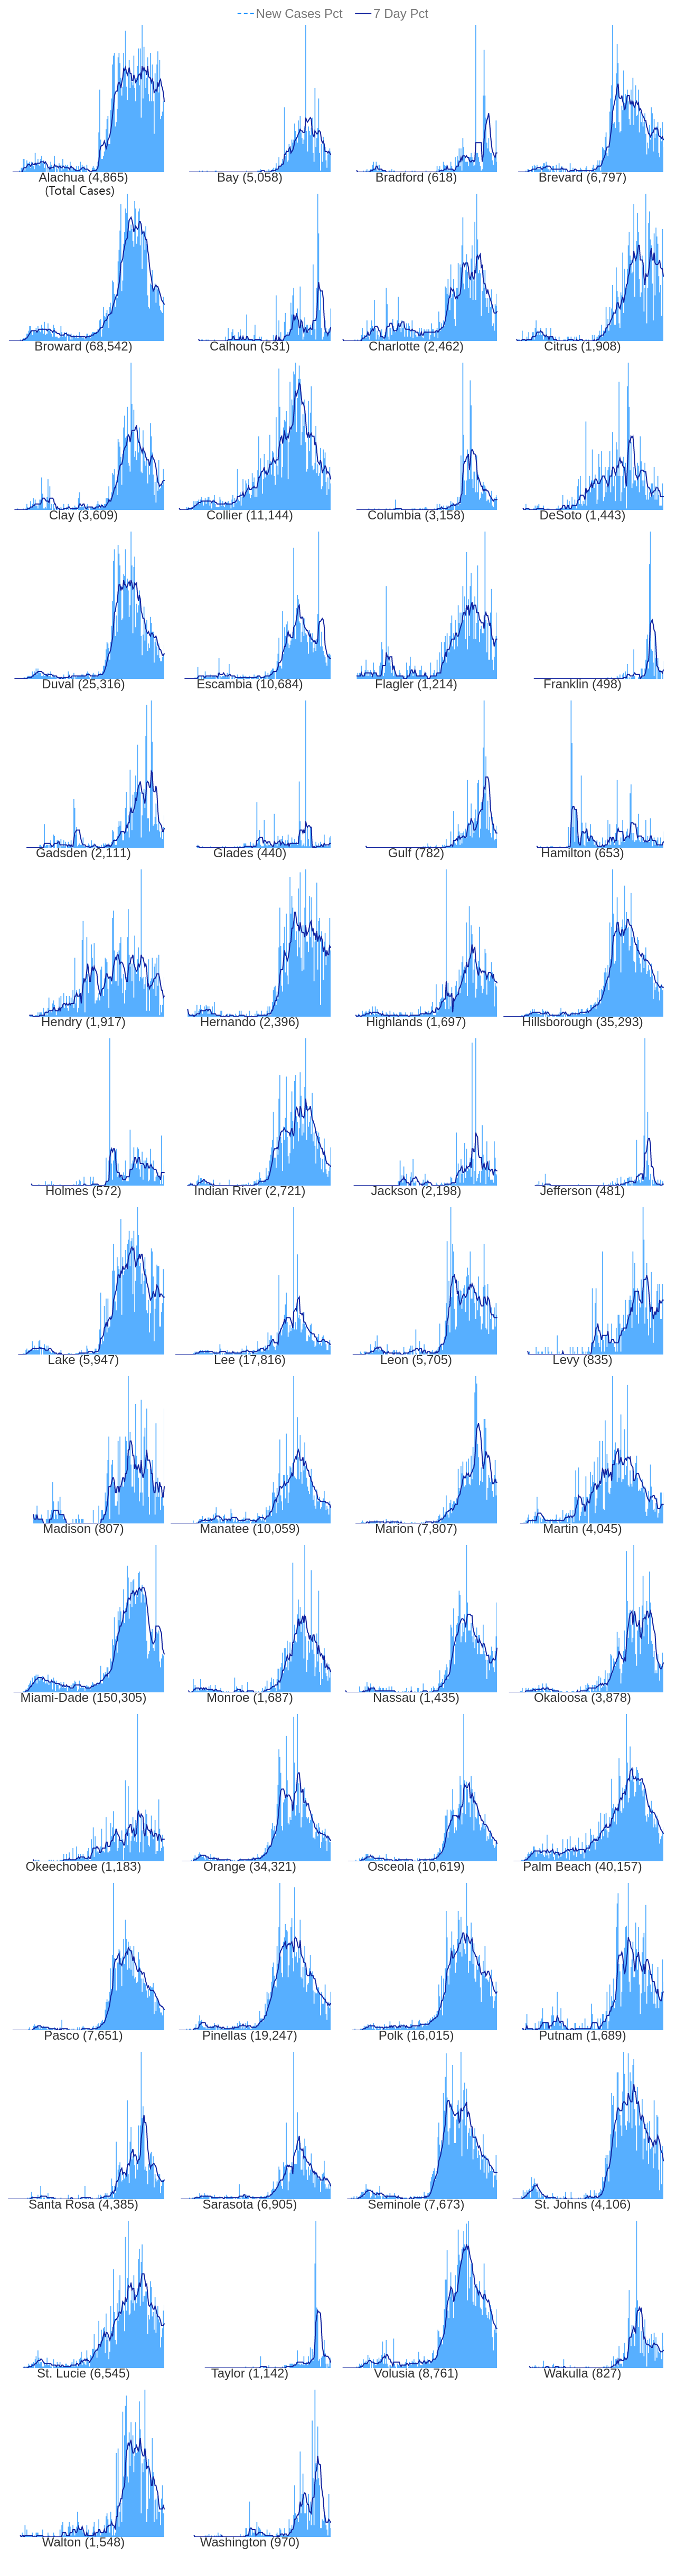 New Cases Pct 7 Day Pct
Alachua (4,865) Bay (5,058) Bradford (618) Brevard (6,797)
(Total Cases)
Broward (68,542) Calhoun (531) Charlotte (2,462) Citrus (1,908)
Clay (3,609) Collier (11,144) Columbia (3,158) DeSoto (1,443)
Duval (25,316) Escambia (10,684) Flagler (1,214) Franklin (498)
Gadsden (2,111) Glades (440) Gulf (782) Hamilton (653)
Hendry (1,917) Hernando (2,396) Highlands (1,697) Hillsborough (35,293)
Holmes (572) Indian River (2,721) Jackson (2,198) Jefferson (481)
Lake (5,947) Lee (17,816) Leon (5,705) Levy (835)
Madison (807) Manatee (10,059) Marion (7,807) Martin (4,045)
Miami-Dade (150,305) Monroe (1,687) Nassau (1,435) Okaloosa (3,878)
Okeechobee (1,183) Orange (34,321) Osceola (10,619) Palm Beach (40,157)
Pasco (7,651) Pinellas (19,247) Polk (16,015) Putnam (1,689)
Santa Rosa (4,385) Sarasota (6,905) Seminole (7,673) St. Johns (4,106)
St. Lucie (6,545) Taylor (1,142) Volusia (8,761) Wakulla (827)
Walton (1,548) Washington (970)